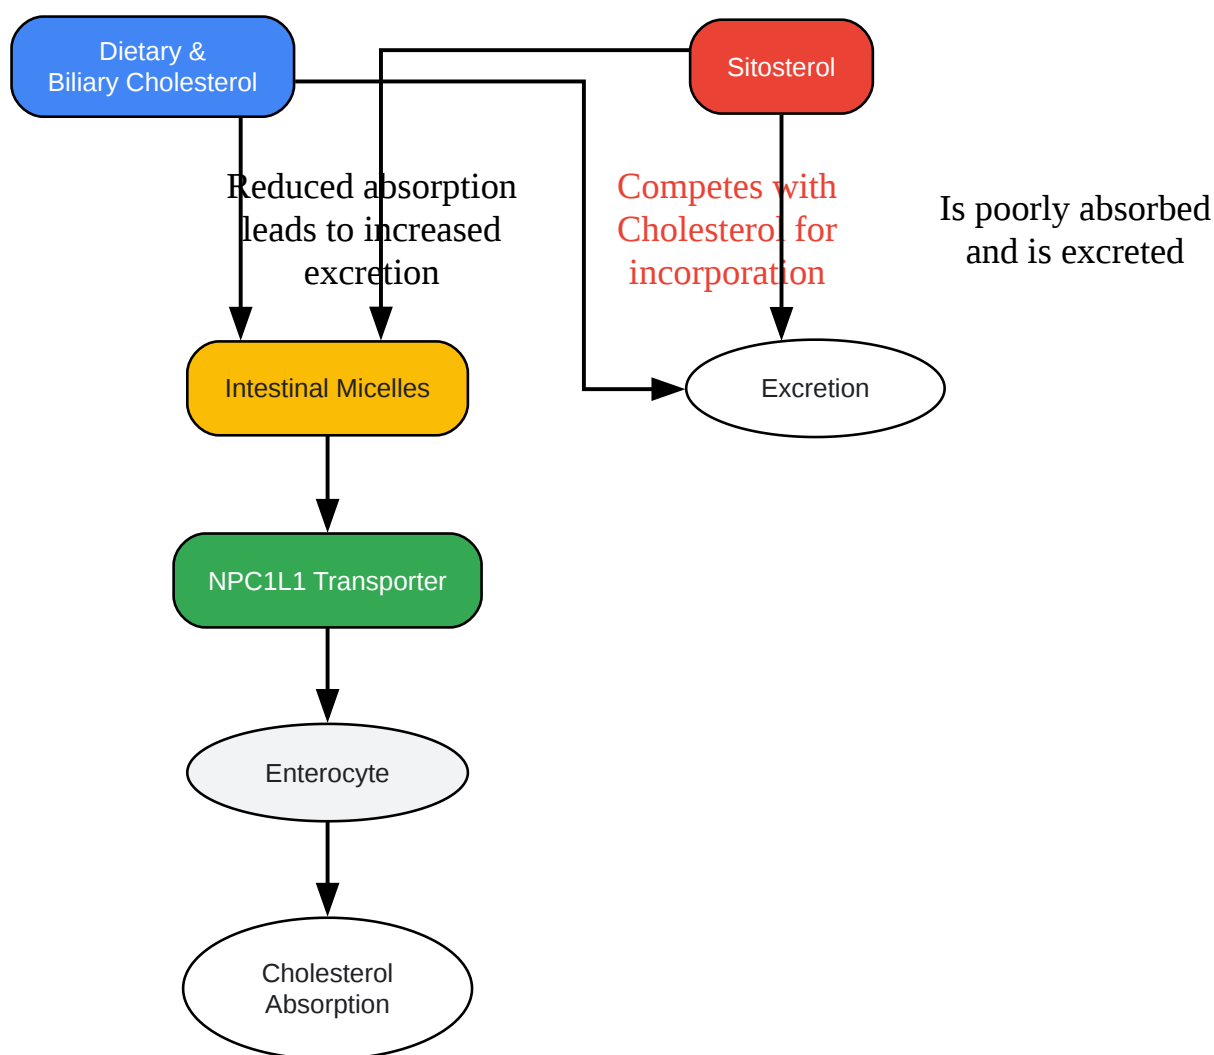 Dietary &
Biliary Cholesterol
Sitosterol
Reduced absorption
leads to increased
excretion
Competes with
Cholesterol for
incorporation
Is poorly absorbed
and is excreted
Intestinal Micelles
Excretion
NPC1L1 Transporter
Enterocyte
Cholesterol
Absorption